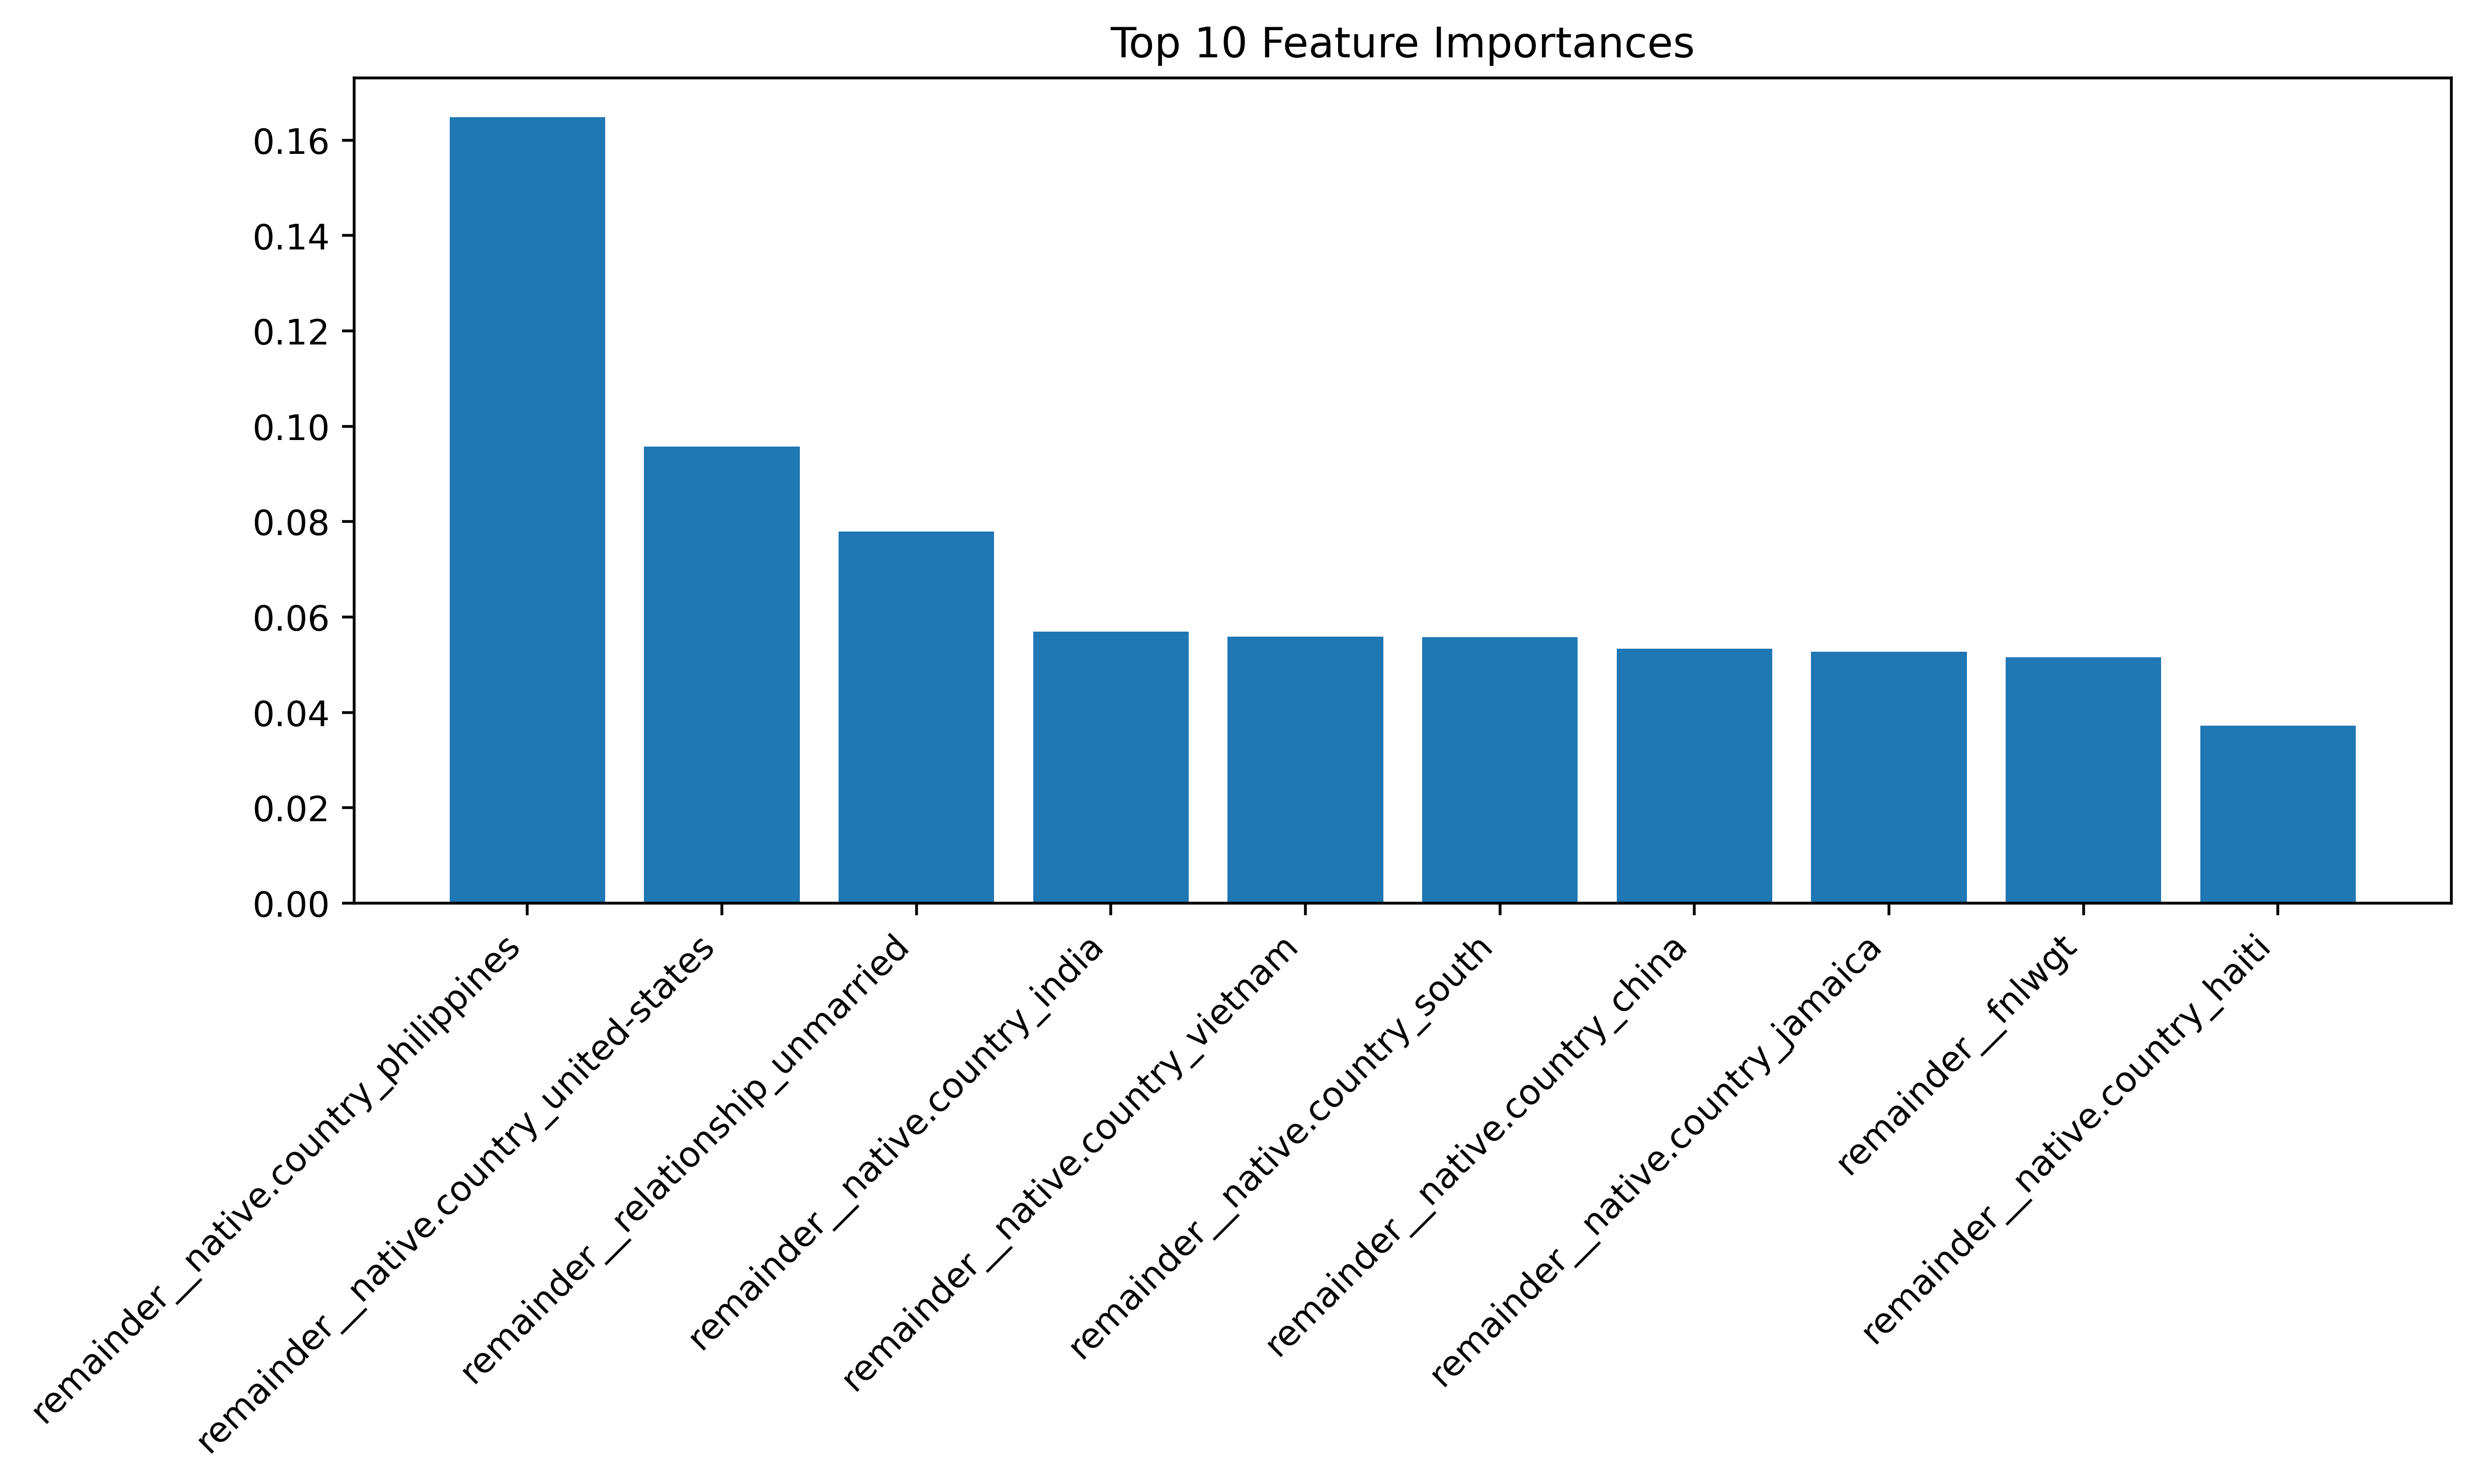 Top 10 Feature Importances
0.16
0.14
0.12
0.10
0.08
0.06
0.04
0.02
0.00
remainder__native.country_philippines
remainder__native.country_united-states
remainder__relationship_unmarried
remainder__native.country_india
remainder__native.country_vietnam
remainder__native.country_south
remainder__native.country_china
remainder__native.country_jamaica
remainder__fnlwgt
remainder__native.country_haiti